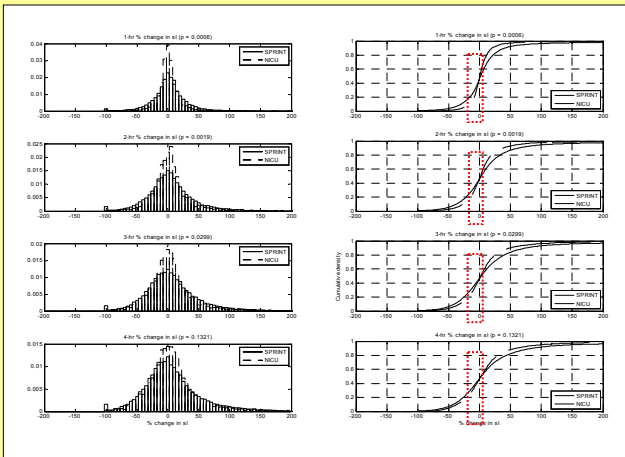 1-hr % change in sI (p = 0.0006)
0.04
0.03
0.02
0.01
0
-200 -150 -100 -50 0 50 100 150 200
SPRINT
NICU
2-hr % change in sI (p = 0.0019)
0.025
0.02
0.015
0.01
0.005
0
-200 -150 -100 -50 0 50 100 150 200
SPRINT
NICU
3-hr % change in sI (p = 0.0299)
0.02
0.015
0.01
0.005
0
-200 -150 -100 -50 0 50 100 150 200
SPRINT
NICU
4-hr % change in sI (p = 0.1321)
0.015
0.01
0.005
0
-200 -150 -100 -50 0 50 100 150 200
% change in sI
SPRINT
NICU
1-hr % change in sI (p = 0.0006)
1
0.8
0.6
0.4
0.2
0
-200 -150 -100 -50 0 50 100 150 200
SPRINT
NICU
2-hr % change in sI (p = 0.0019)
1
0.8
0.6
0.4
0.2
0
-200 -150 -100 -50 0 50 100 150 200
SPRINT
NICU
3-hr % change in sI (p = 0.0299)
Cumulative density
1
0.8
0.6
0.4
0.2
0
-200 -150 -100 -50 0 50 100 150 200
SPRINT
NICU
4-hr % change in sI (p = 0.1321)
1
0.8
0.6
0.4
0.2
0
-200 -150 -100 -50 0 50 100 150 200
% change in sI
SPRINT
NICU